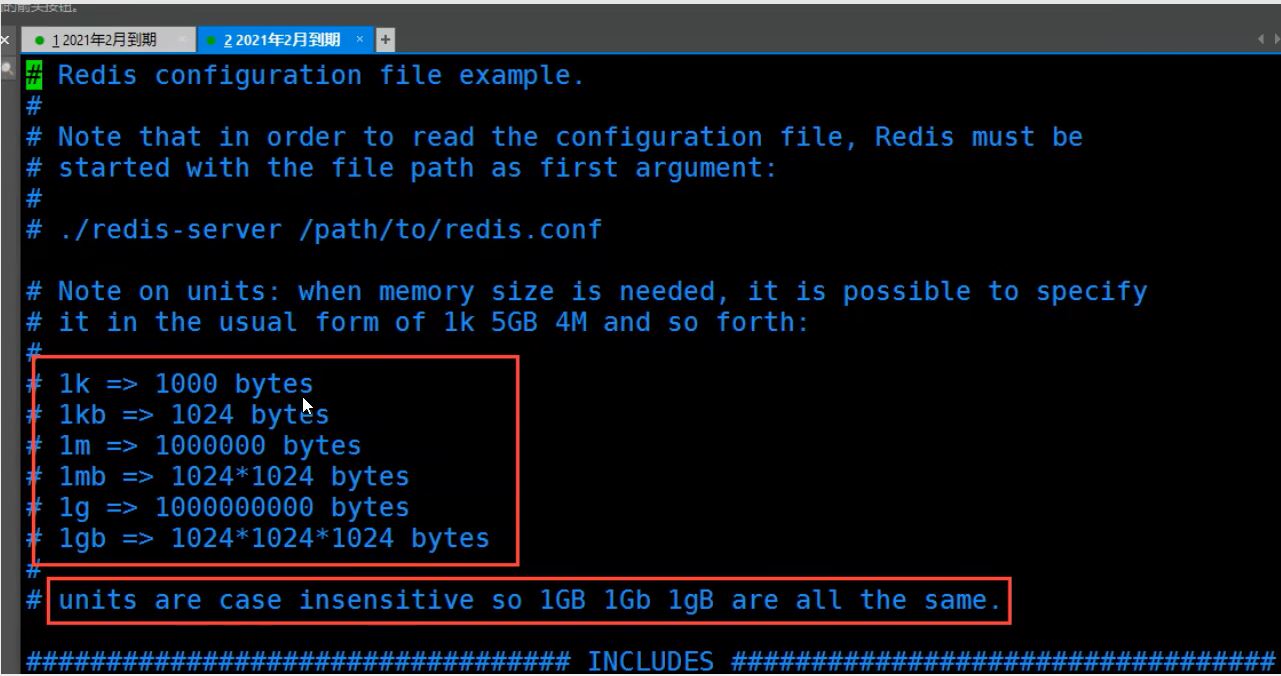 的前头按钮。
1 2021年2月到期
2 2021年2月到期
# Redis configuration file example.
#
# Note that in order to read the configuration file, Redis must be
# started with the file path as first argument:
#
# ./redis-server /path/to/redis.conf
# Note on units: when memory size is needed, it is possible to specify
# it in the usual form of 1k 5GB 4M and so forth:
#
# 1k => 1000 bytes
# 1kb => 1024 bytes
# 1m => 1000000 bytes
# 1mb => 1024*1024 bytes
# 1g => 1000000000 bytes
# 1gb => 1024*1024*1024 bytes
#
# units are case insensitive so 1GB 1Gb 1gB are all the same.
################################## INCLUDES ##################################